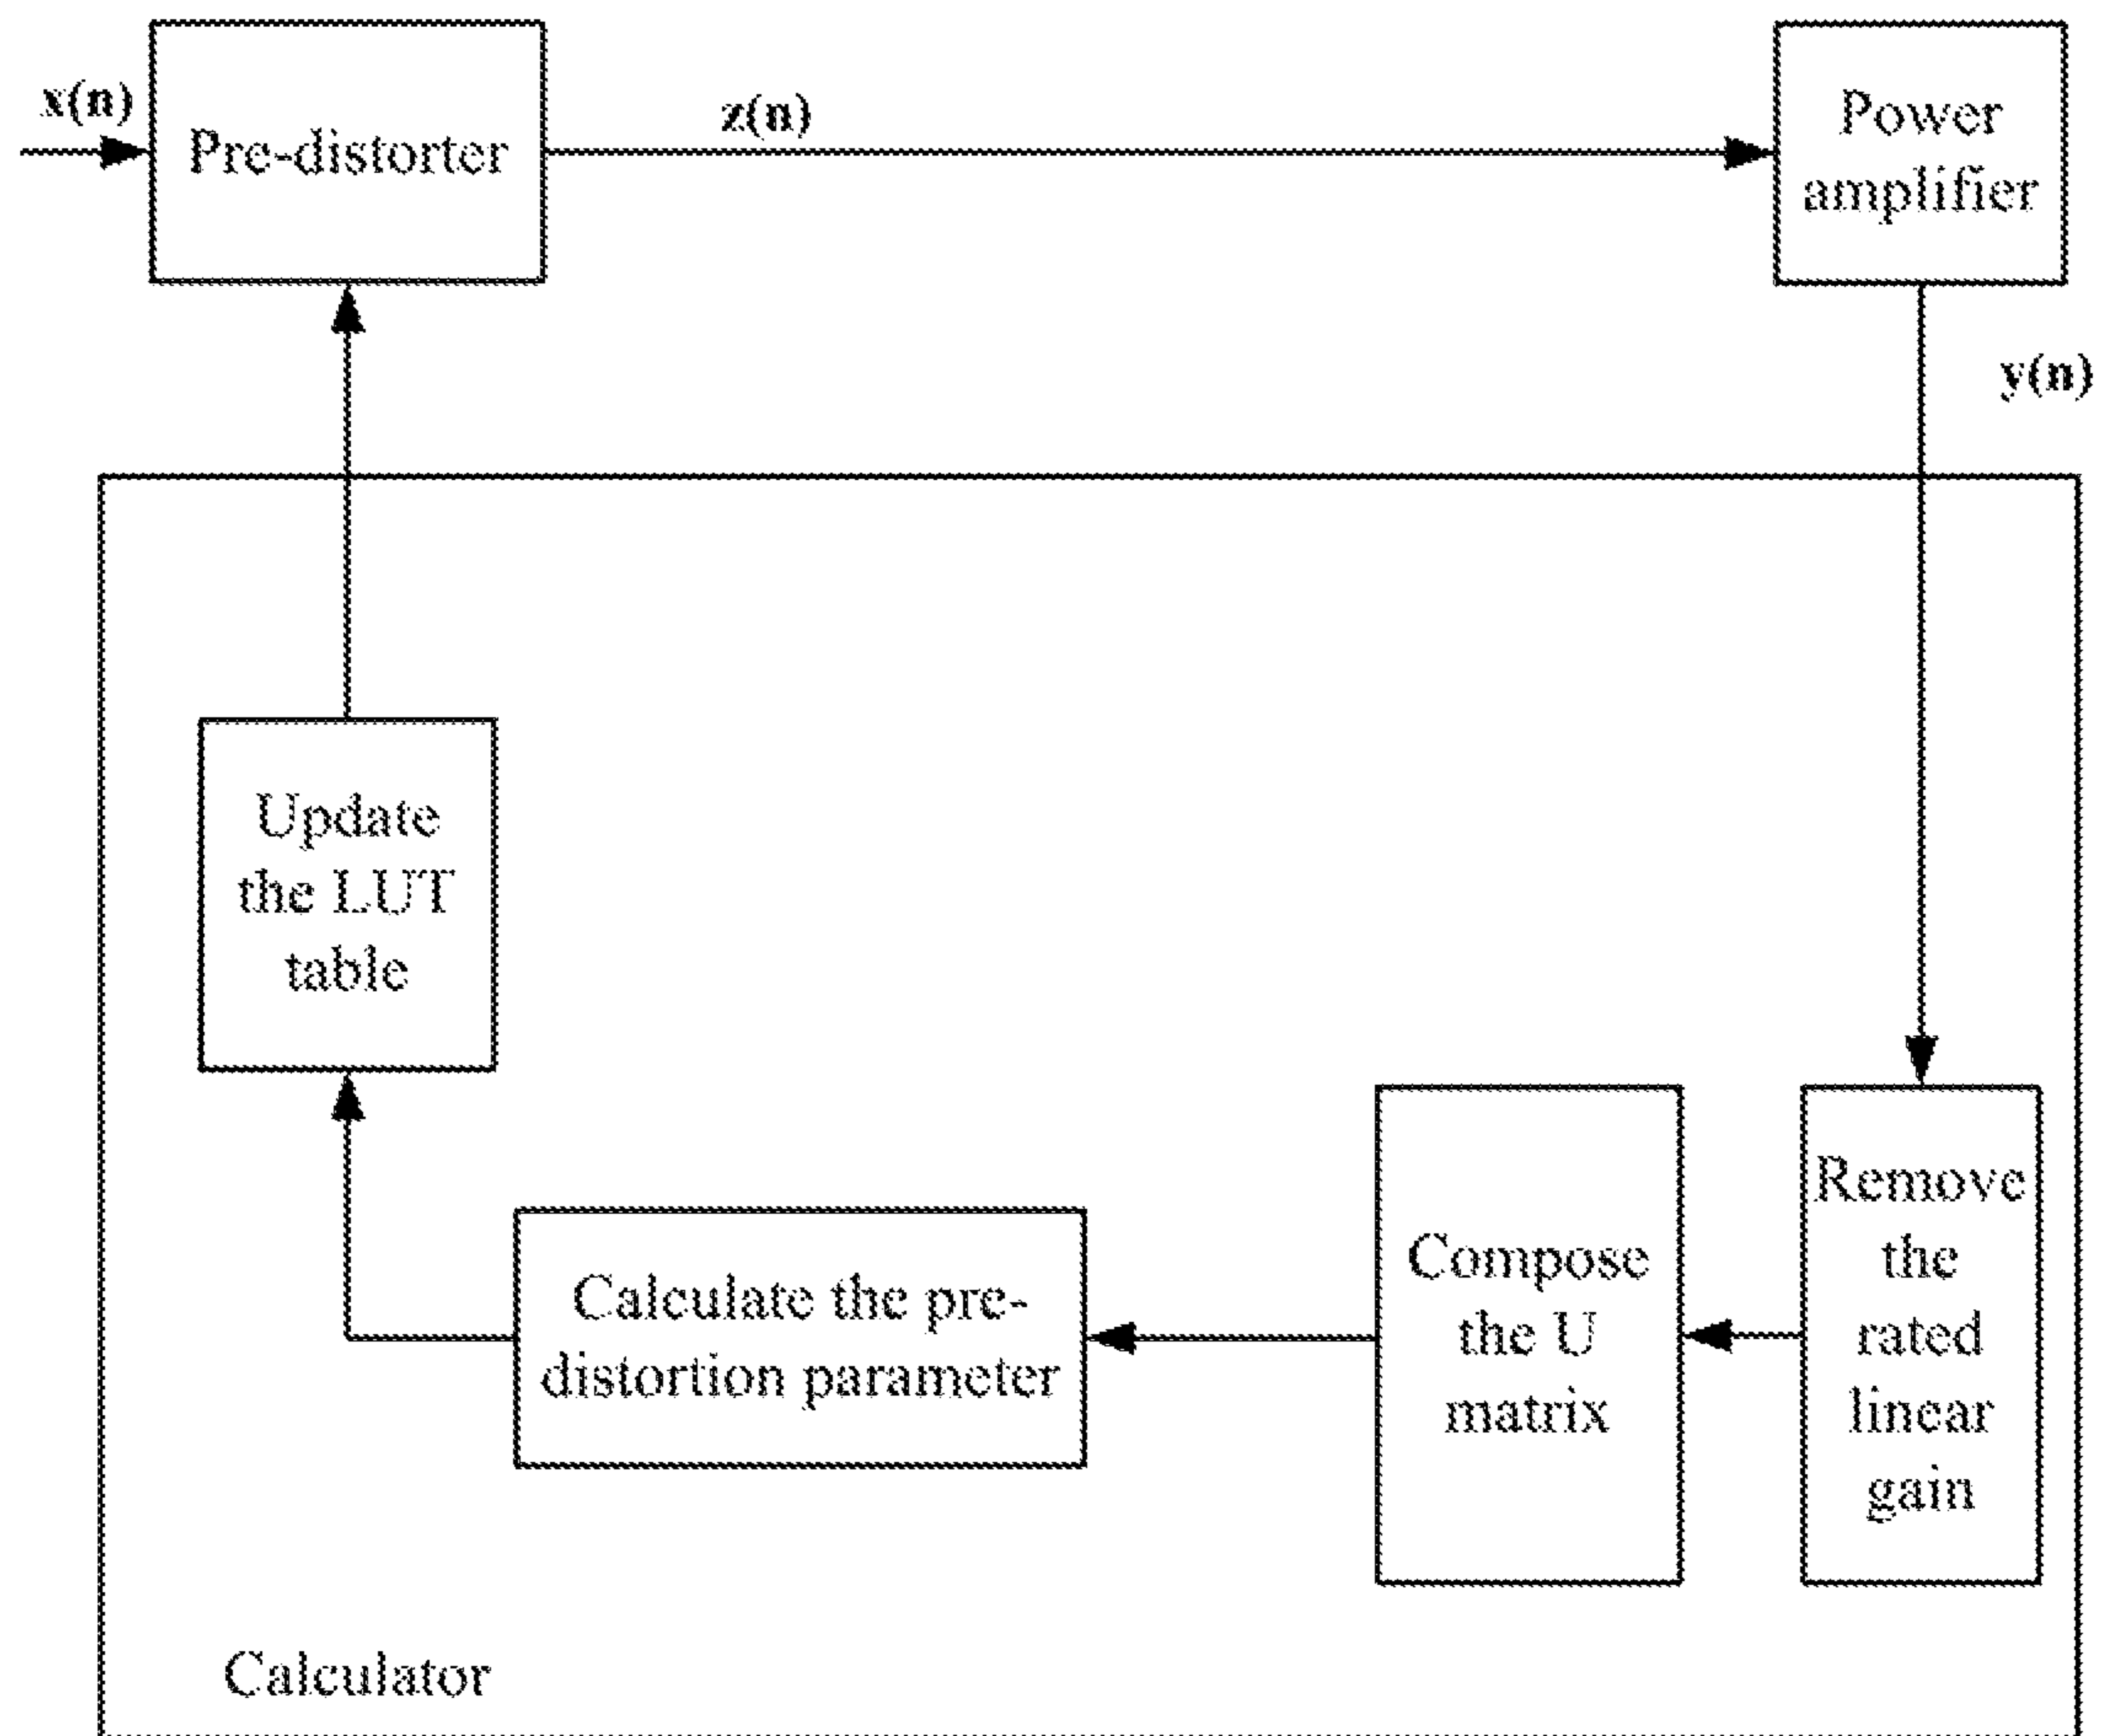 x(n)
Pre-distorter
z(n)
Power
amplifier
y(n)
Update
the LUT
table
Calculate the pre-
distortion parameter
Compose
the U
matrix
Remove
the
rated
linear
gain
Calculator